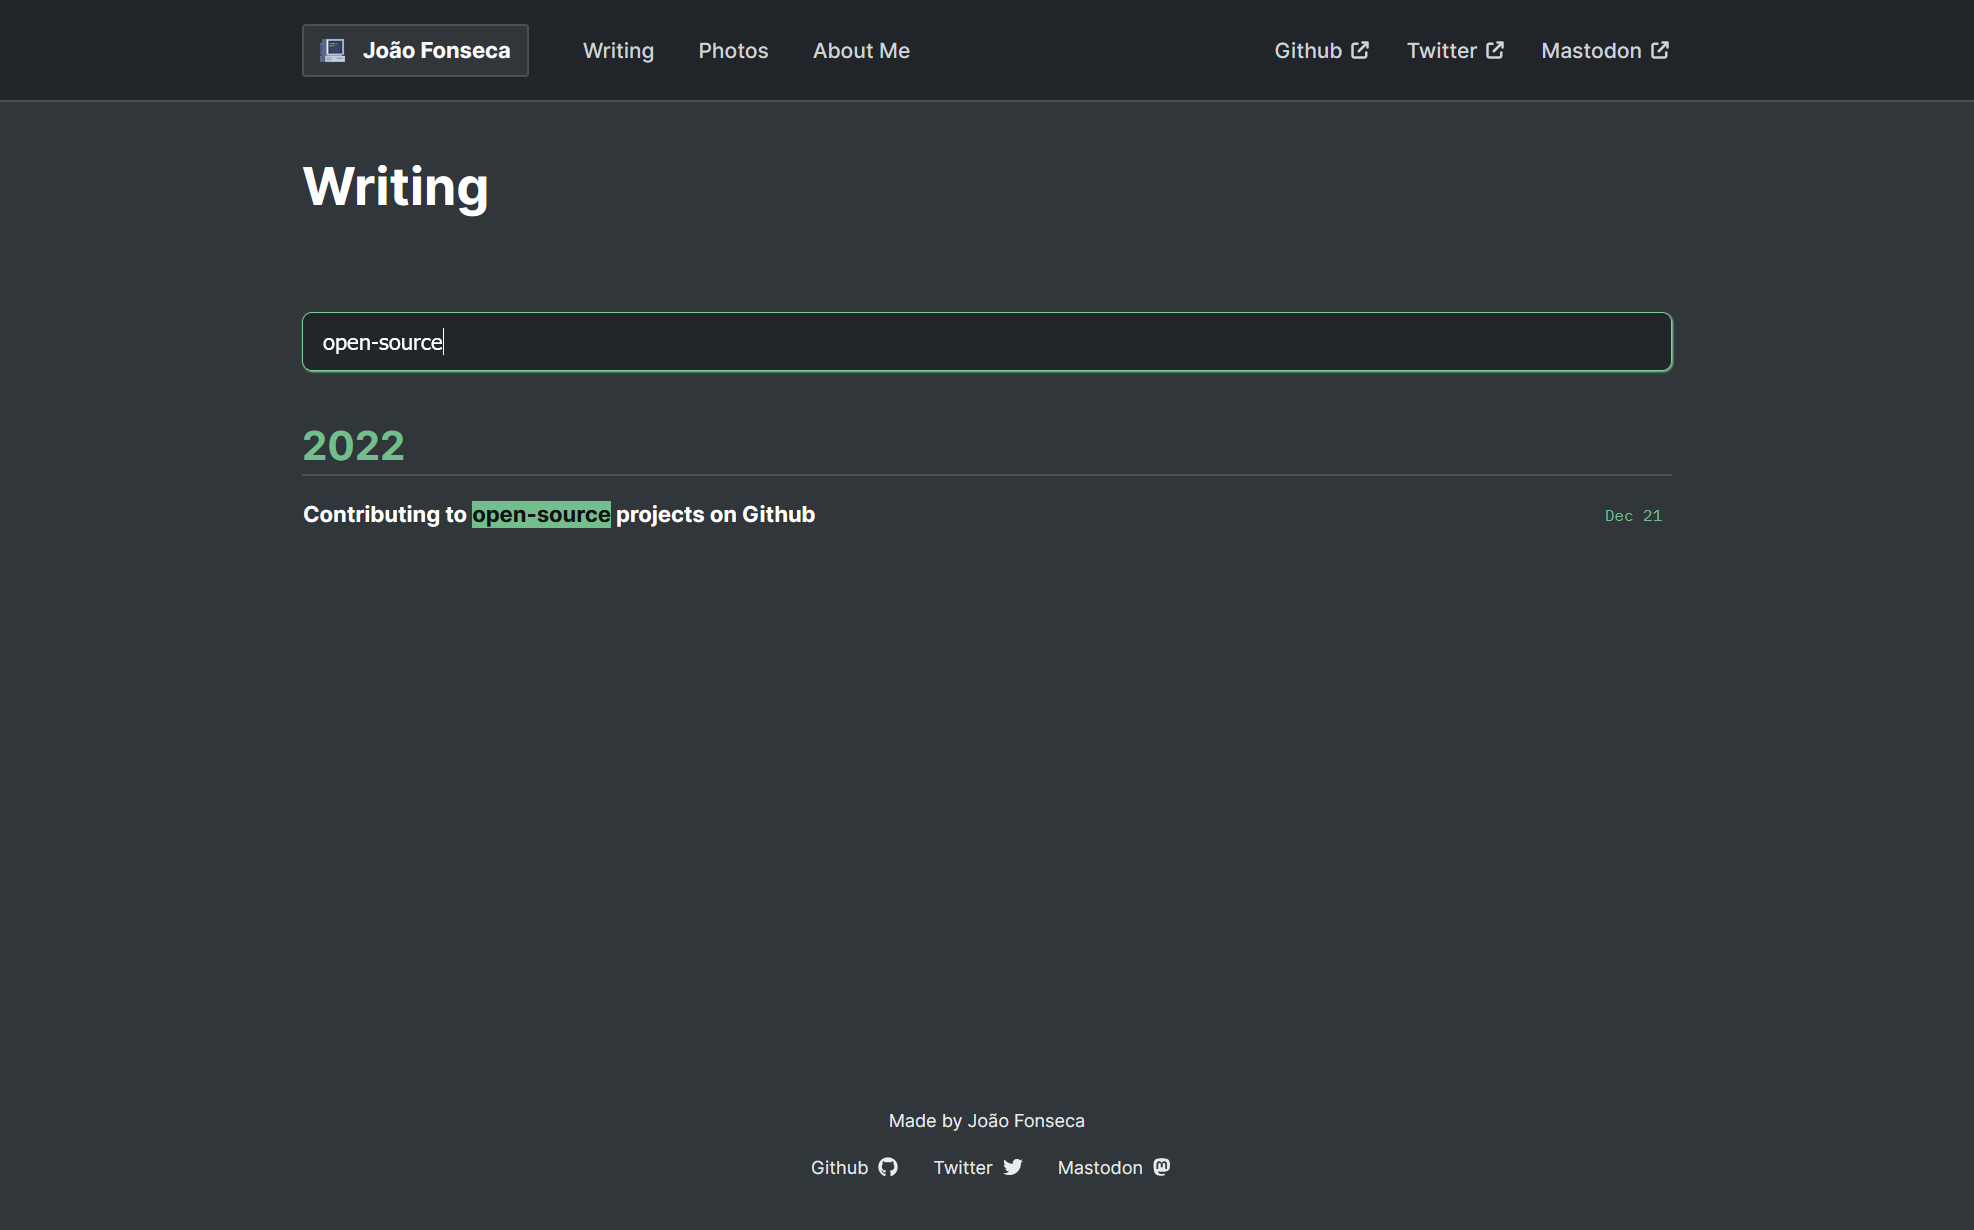 João Fonseca Writing Photos About Me Github Twitter Mastodon
Writing
open-source
2022
Contributing to open-source projects on Github Dec 21
Made by João Fonseca
Github Twitter Mastodon